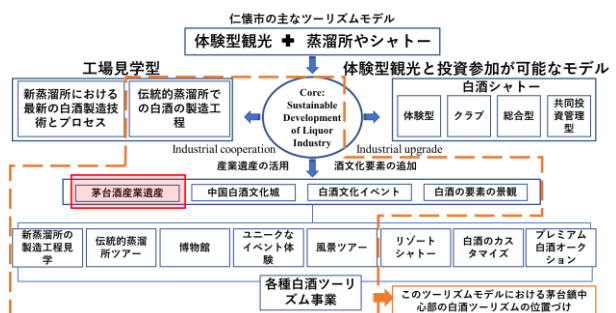 仁懐市の主なツーリズムモデル
体験型観光 ✚ 蒸溜所やシャトー
工場見学型
体験型観光と投資参加が可能なモデル
新蒸溜所における
最新の白酒製造技
術とプロセス
伝統的蒸溜所で
の白酒の製造工
程
Core:
Sustainable
Development
of Liquor
Industry
白酒シャトー
体験型
クラブ
総合型
共同投
資管理
型
Industrial cooperation
Industrial upgrade
産業遺産の活用
酒文化要素の追加
茅台酒産業遺産
中国白酒文化城
白酒文化イベント
白酒の要素の景観
新蒸溜所の
製造工程見
学
伝統的蒸溜
所ツアー
博物館
ユニークな
イベント体
験
風景ツアー
リゾート
シャトー
白酒のカス
タマイズ
プレミアム
白酒オーク
ション
各種白酒ツーリ
ズム事業
このツーリズムモデルにおける茅台鎮中
心部の白酒ツーリズムの位置づけ